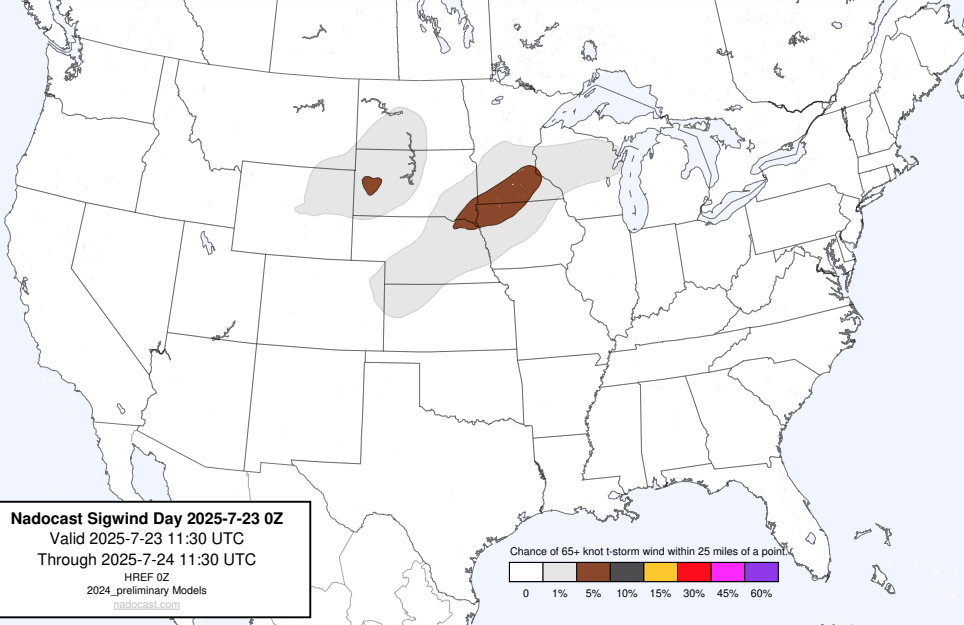 Nadocast Sigwind Day 2025-7-23 0Z
Valid 2025-7-23 11:30 UTC
Through 2025-7-24 11:30 UTC
HREF 0Z
2024_preliminary Models
nadocast.com
Chance of 65+ knot t-storm wind within 25 miles of a point.
0 1% 5% 10% 15% 30% 45% 60%